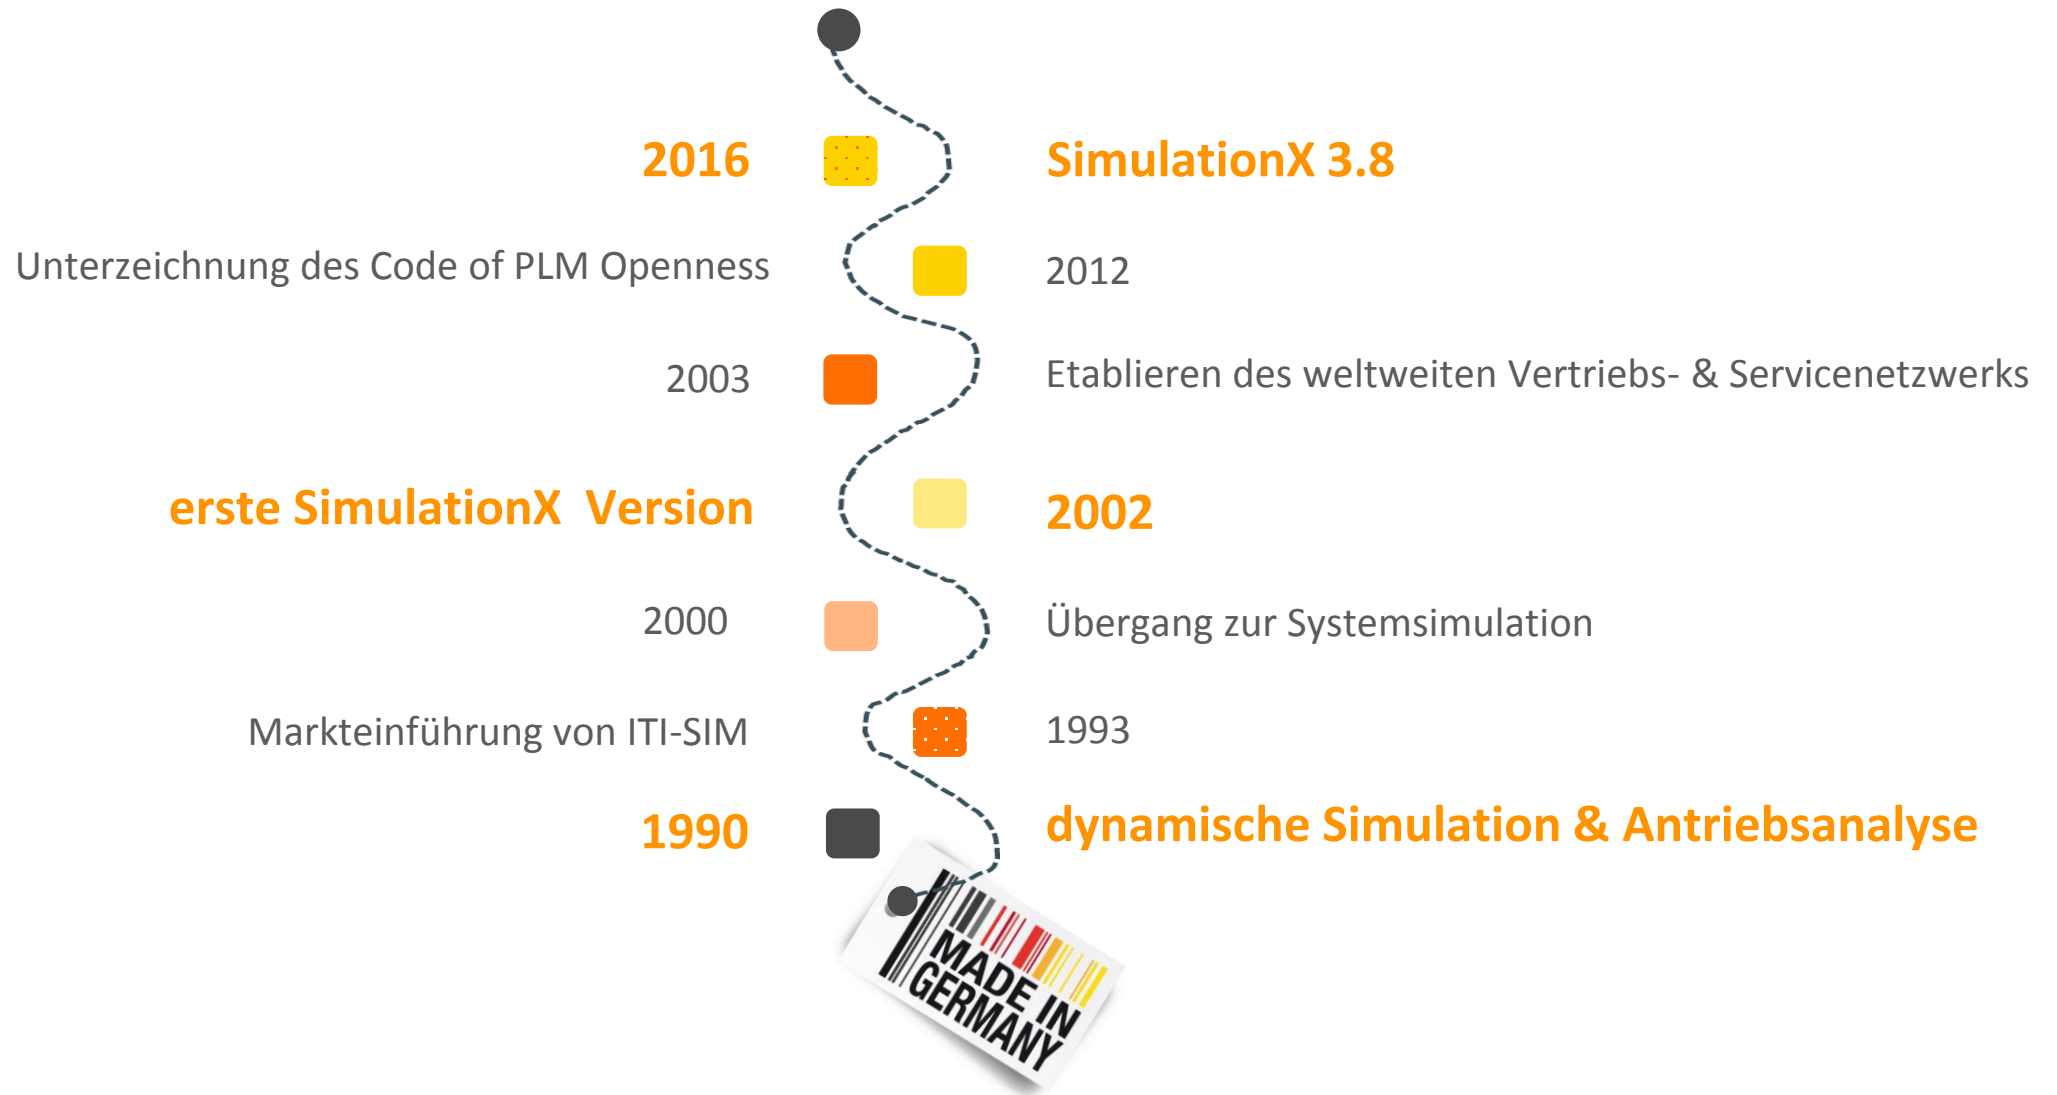 2016
SimulationX 3.8
Unterzeichnung des Code of PLM Openness
2012
2003
Etablieren des weltweiten Vertriebs- & Servicenetzwerks
erste SimulationX  Version
2002
2000
Übergang zur Systemsimulation
Markteinführung von ITI-SIM
1993
1990
dynamische Simulation & Antriebsanalyse
MADE IN
GERMANY